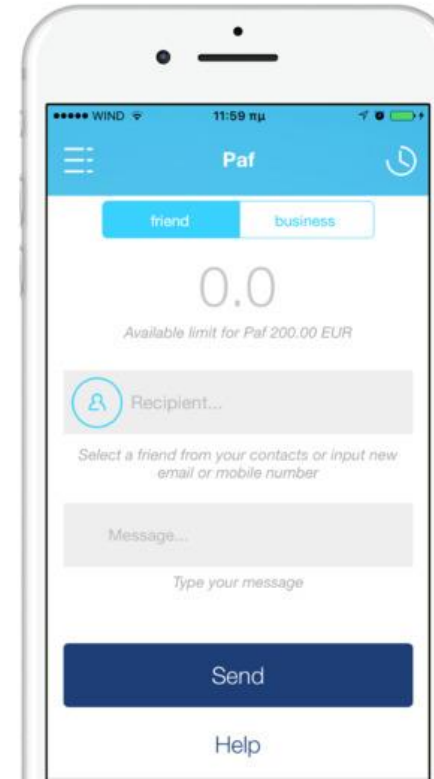 WIND 11:59 πμ
Paf
friend business
0.0
Available limit for Paf 200.00 EUR
Recipient...
Select a friend from your contacts or input new
email or mobile number
Message...
Type your message
Send
Help